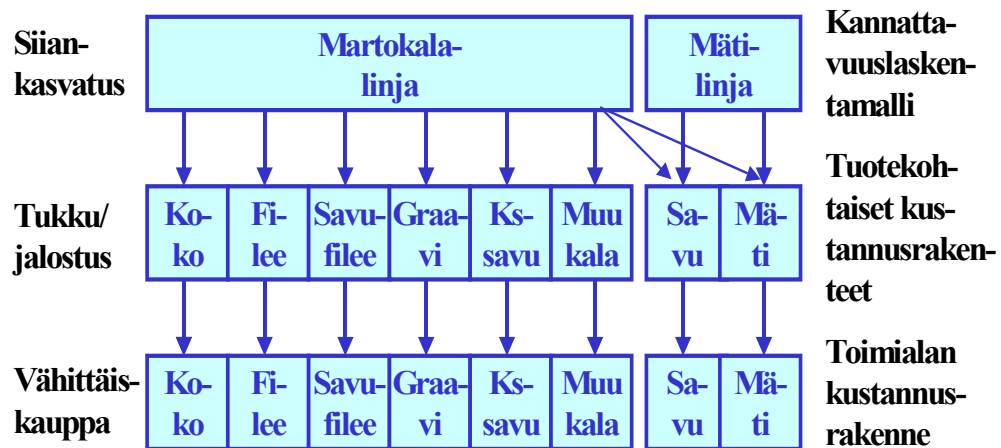 Siian-
kasvatus
Martokala-
linja
Mäti-
linja
Kannatta-
vuuslasken-
tamalli
Tukku/
jalostus
Ko-
ko
Fi-
lee
Savu-
filee
Graa-
vi
Ks-
savu
Muu
kala
Sa-
vu
Mä-
ti
Tuotekoh-
taiset kus-
tannusraken-
teet
Vähittäis-
kauppa
Ko-
ko
Fi-
lee
Savu-
filee
Graa-
vi
Ks-
savu
Muu
kala
Sa-
vu
Mä-
ti
Toimialan
kustannus-
rakenne